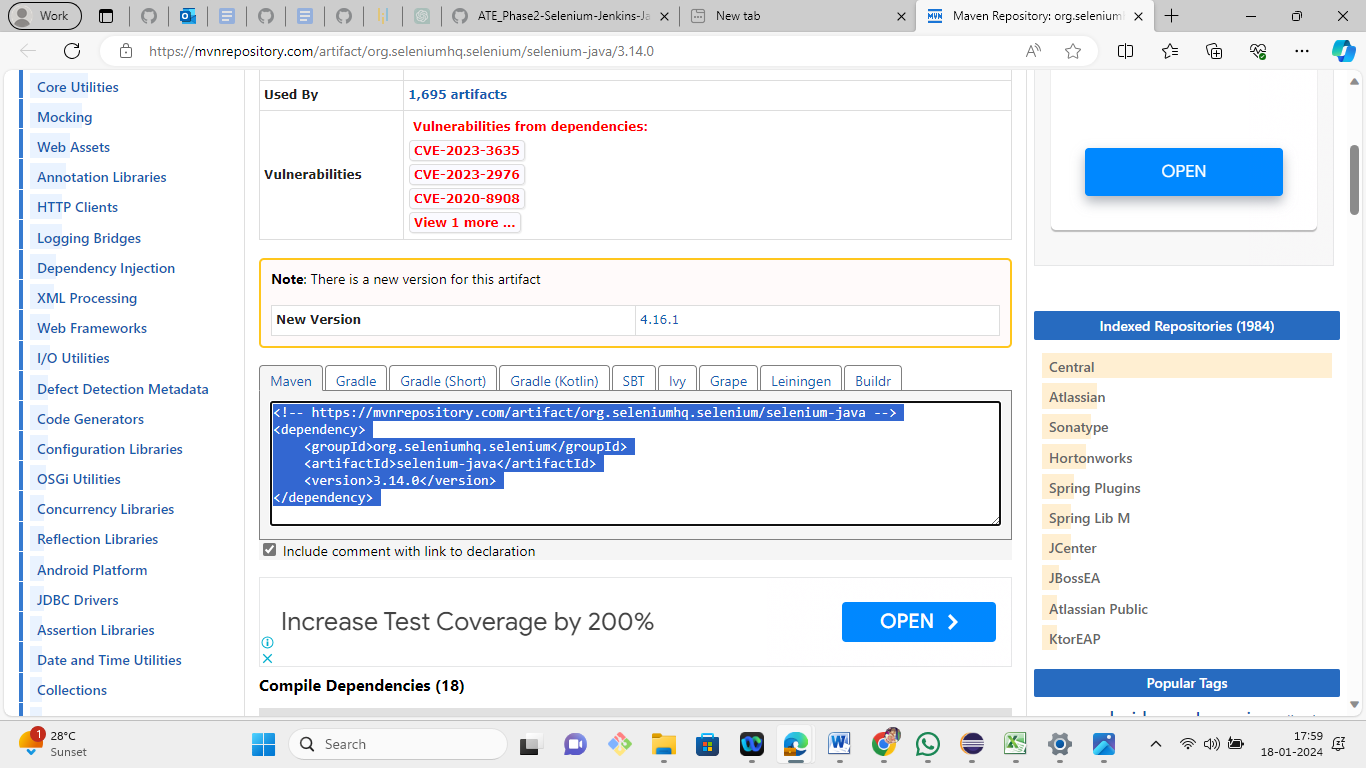 Work
ATE_Phase2-Selenium-Jenkins-Ja
New tab
Maven Repository: org.selenium
https://mvnrepository.com/artifact/org.seleniumhq.selenium/selenium-java/3.14.0
Core Utilities
Mocking
Web Assets
Annotation Libraries
HTTP Clients
Logging Bridges
Dependency Injection
XML Processing
Web Frameworks
I/O Utilities
Defect Detection Metadata
Code Generators
Configuration Libraries
OSGi Utilities
Concurrency Libraries
Reflection Libraries
Android Platform
JDBC Drivers
Assertion Libraries
Date and Time Utilities
Collections
Used By
1,695 artifacts
Vulnerabilities
Vulnerabilities from dependencies:
CVE-2023-3635
CVE-2023-2976
CVE-2020-8908
View 1 more ...
Note: There is a new version for this artifact
New Version
4.16.1
Maven
Gradle
Gradle (Short)
Gradle (Kotlin)
SBT
Ivy
Grape
Leiningen
Buildr
<!-- https://mvnrepository.com/artifact/org.seleniumhq.selenium/selenium-java -->
<dependency>
    <groupId>org.seleniumhq.selenium</groupId>
    <artifactId>selenium-java</artifactId>
    <version>3.14.0</version>
</dependency>
Include comment with link to declaration
Increase Test Coverage by 200%
OPEN
Compile Dependencies (18)
OPEN
Indexed Repositories (1984)
Central
Atlassian
Sonatype
Hortonworks
Spring Plugins
Spring Lib M
JCenter
JBossEA
Atlassian Public
KtorEAP
Popular Tags
1
28°C
Sunset
Search
17:59
18-01-2024